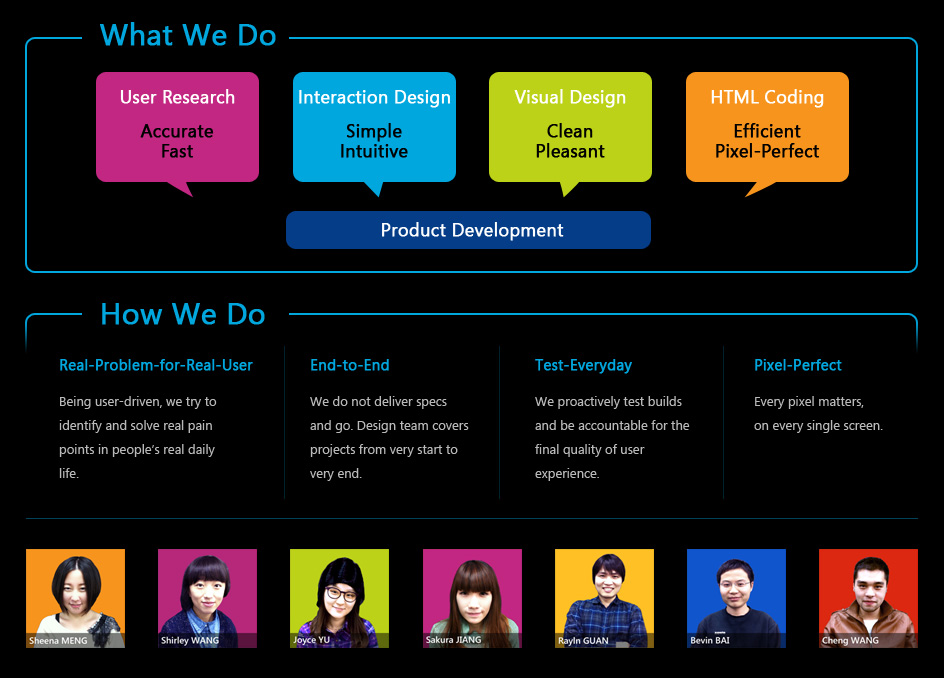 What We Do
User Research
Accurate
Fast
Interaction Design
Simple
Intuitive
Visual Design
Clean
Pleasant
HTML Coding
Efficient
Pixel-Perfect
Product Development
How We Do
Real-Problem-for-Real-User
Being user-driven, we try to
identify and solve real pain
points in people's real daily
life.
End-to-End
We do not deliver specs
and go. Design team covers
projects from very start to
very end.
Test-Everyday
We proactively test builds
and be accountable for the
final quality of user
experience.
Pixel-Perfect
Every pixel matters,
on every single screen.
Sheena MENG
Shirley WANG
Joyce YU
Sakura JIANG
Rayln GUAN
Bevin BAI
Cheng WANG